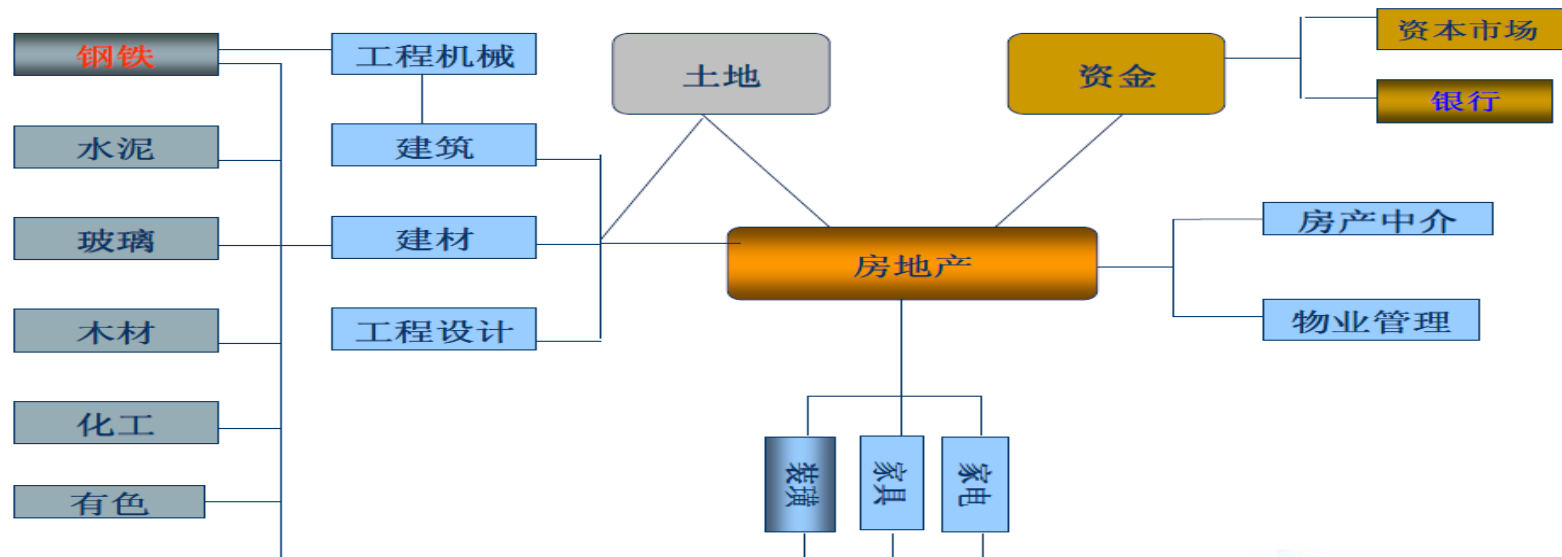 钢铁
工程机械
土地
资金
资本市场
银行
水泥
建筑
玻璃
建材
房地产
房产中介
木材
工程设计
物业管理
化工
有色
装璜
家具
家电